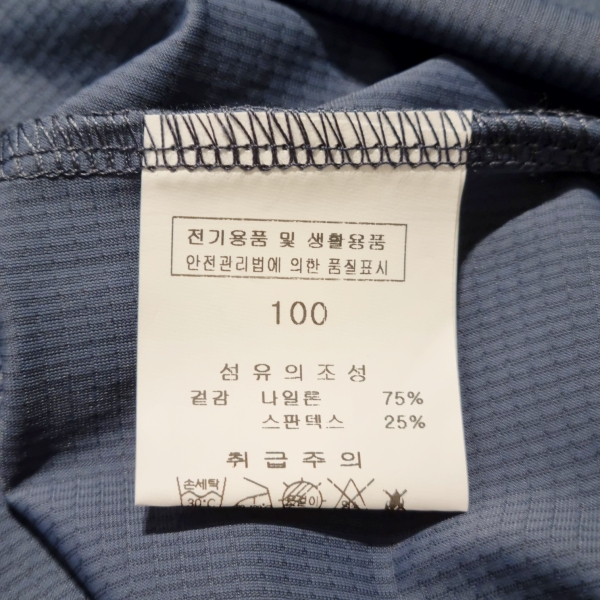 전기용품 및 생활용품
안전관리법에 의한 품질표시
100
섬유의조성
겉감 나일론 75%
스판덱스 25%
취급주의
손세탁
30°C